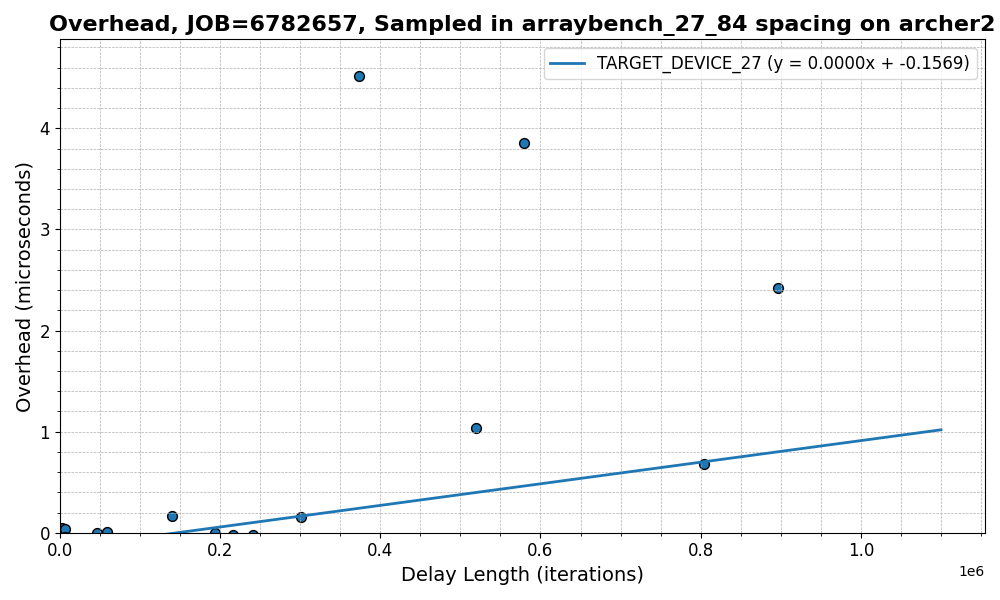 Overhead, JOB=6782657, Sampled in arraybench_27_84 spacing on archer2
TARGET_DEVICE_27 (y = 0.0000x + -0.1569)
Overhead (microseconds)
4
3
2
1
0
0.0 0.2 0.4 0.6 0.8 1.0
1e6
Delay Length (iterations)